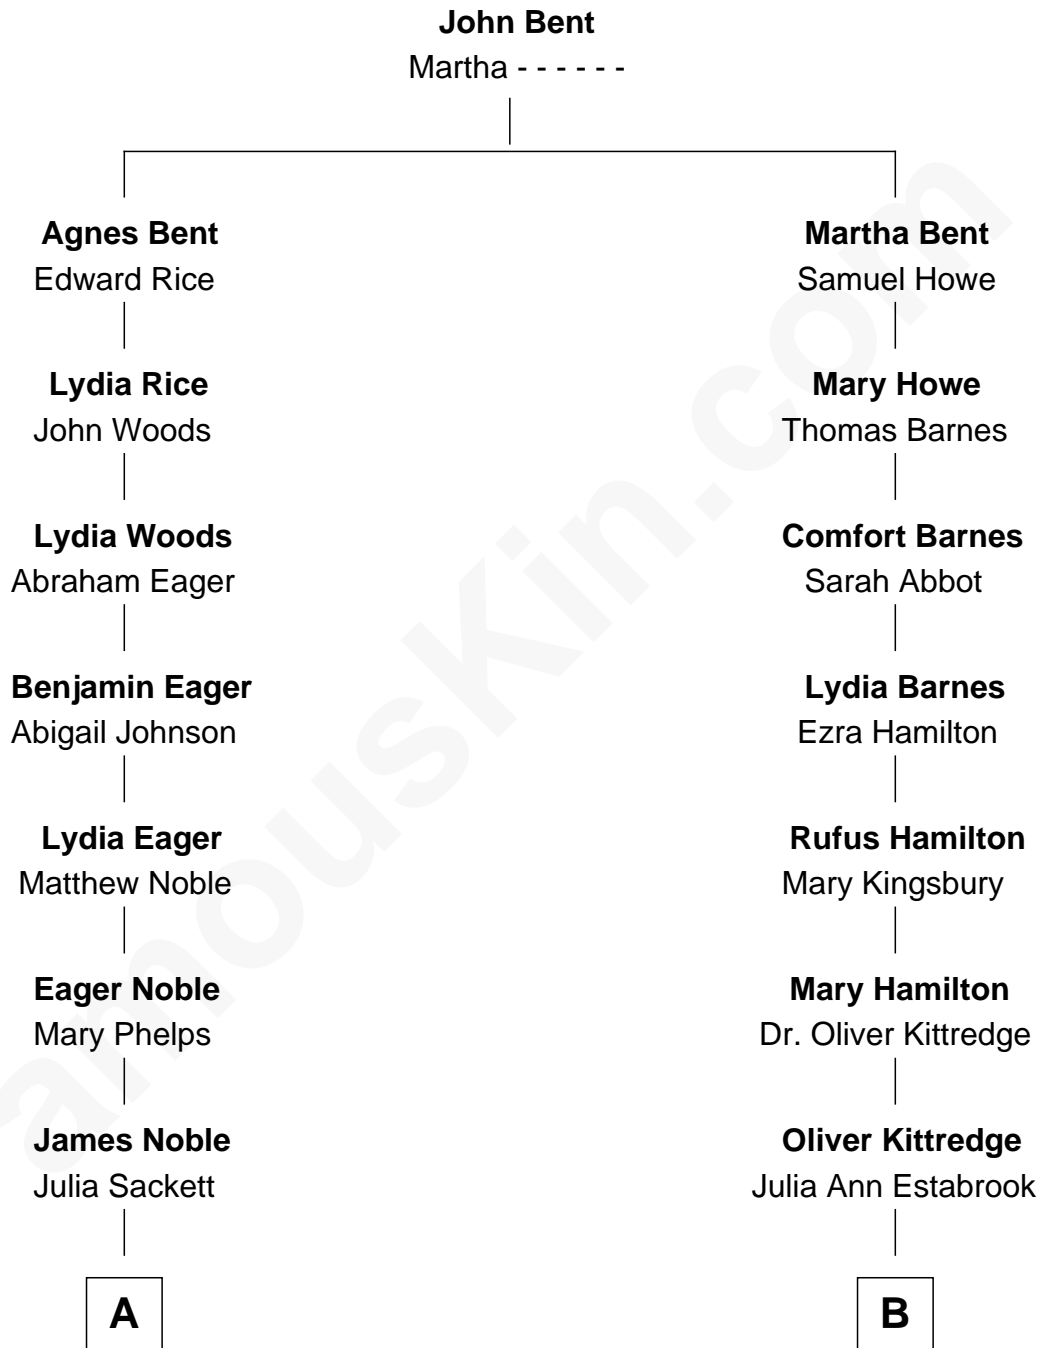 John Bent
Martha - - - - - -
Agnes Bent
Edward Rice
Martha Bent
Samuel Howe
Lydia Rice
John Woods
Mary Howe
Thomas Barnes
Lydia Woods
Abraham Eager
Comfort Barnes
Sarah Abbot
Benjamin Eager
Abigail Johnson
Lydia Barnes
Ezra Hamilton
Lydia Eager
Matthew Noble
Rufus Hamilton
Mary Kingsbury
Eager Noble
Mary Phelps
Mary Hamilton
Dr. Oliver Kittredge
James Noble
Julia Sackett
Oliver Kittredge
Julia Ann Estabrook
A
B
amousKin.com